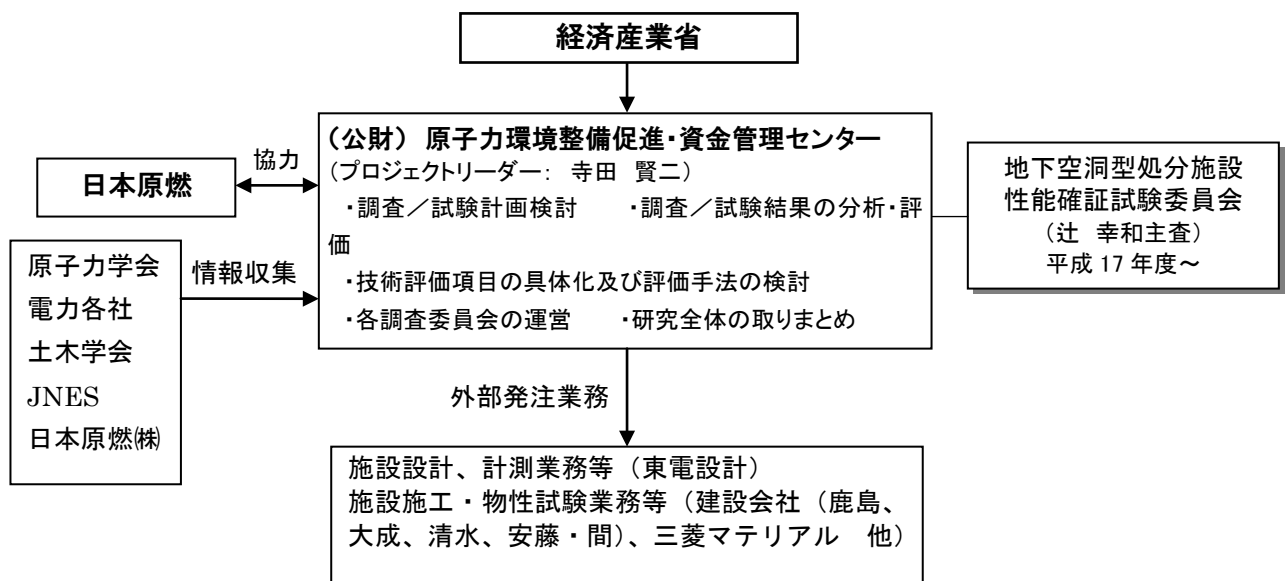 経済産業省
(公財) 原子力環境整備促進・資金管理センター
(プロジェクトリーダー: 寺田 賢二)
・調査／試験計画検討 ・調査／試験結果の分析・評
価
・技術評価項目の具体化及び評価手法の検討
・各調査委員会の運営 ・研究全体の取りまとめ
協力
日本原燃
地下空洞型処分施設
性能確証試験委員会
(辻 幸和主査)
平成 17 年度～
原子力学会
電力各社
土木学会
JNES
日本原燃㈱
情報収集
外部発注業務
施設設計、計測業務等（東電設計）
施設施工・物性試験業務等（建設会社（鹿島、
大成、清水、安藤・間）、三菱マテリアル 他）